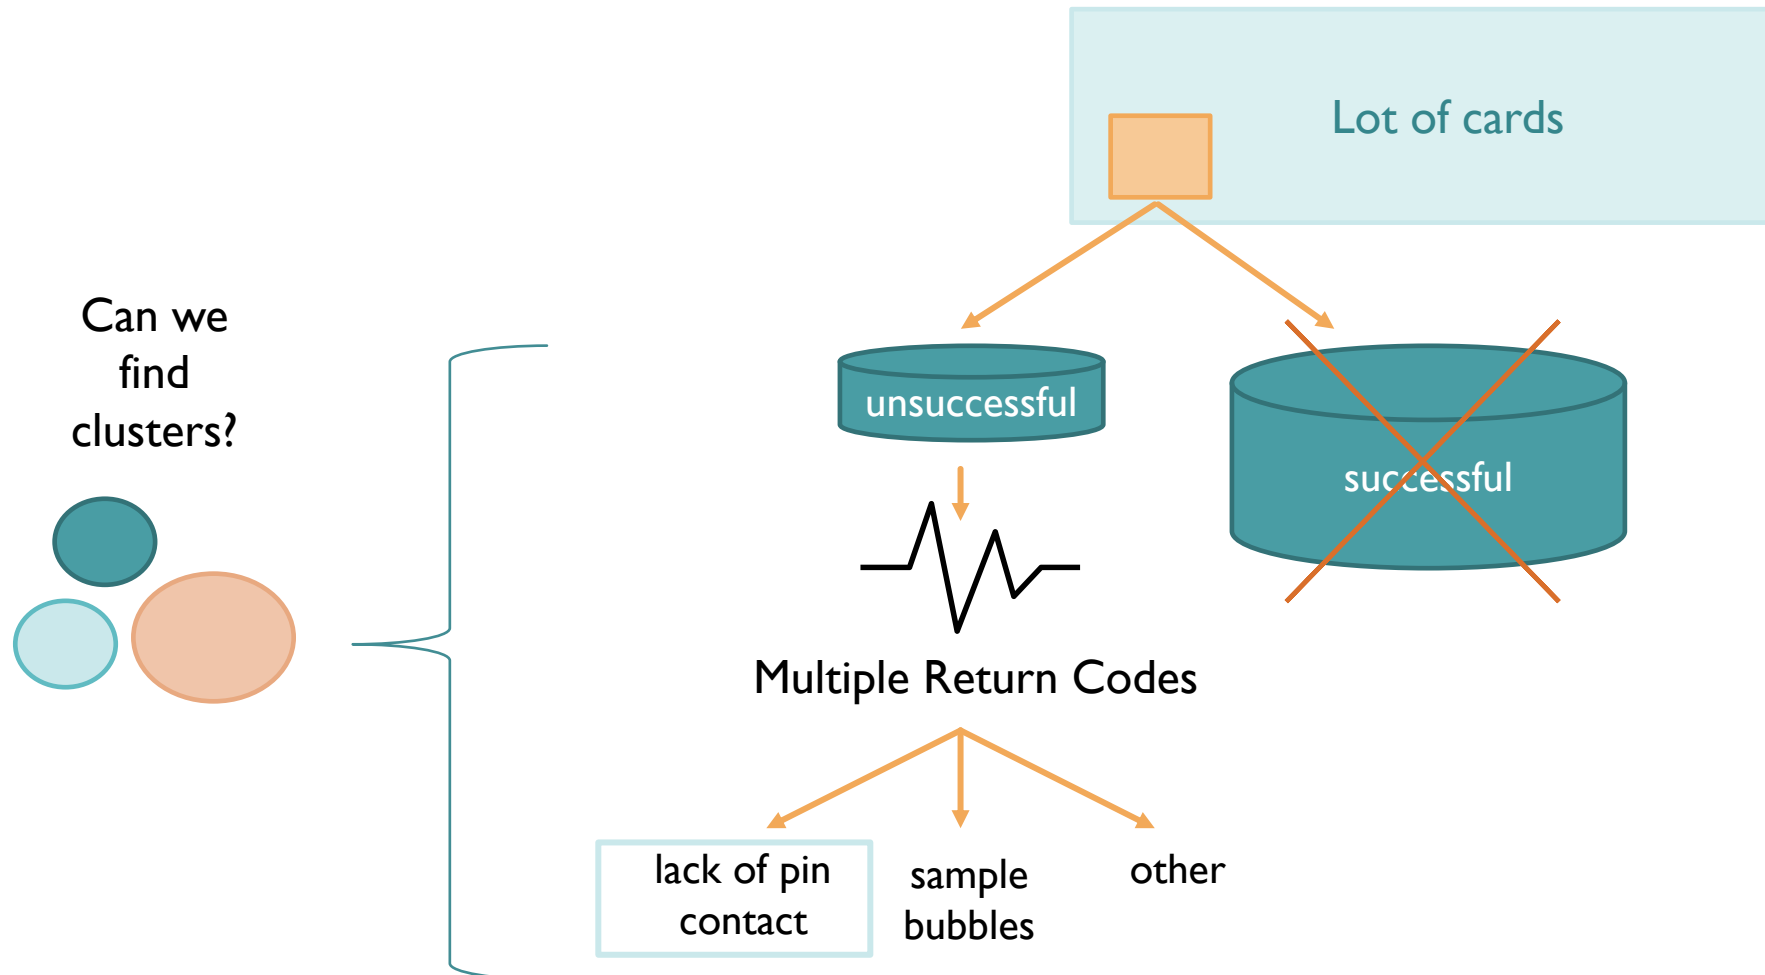 Lot of cards
Can we
find
clusters?
unsuccessful
successful
Multiple Return Codes
lack of pin
contact
sample
bubbles
other